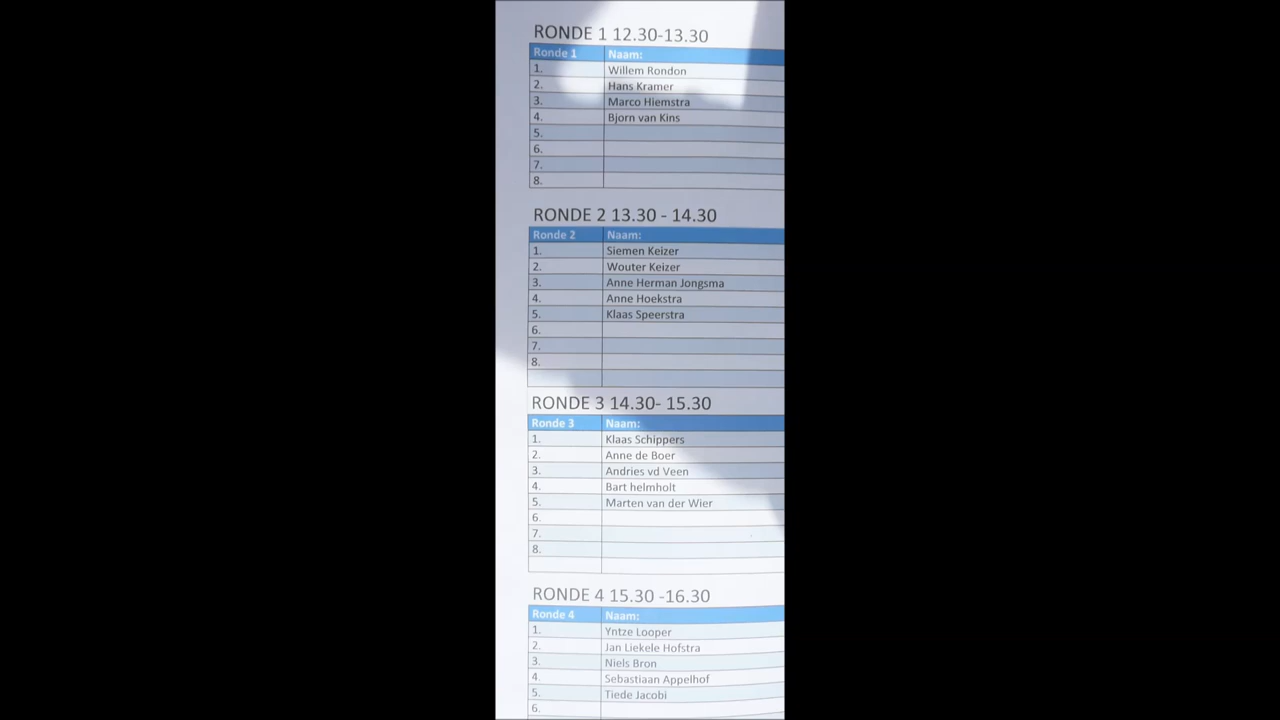 RONDE 1 12.30-13.30
Ronde 1 Naam:
1. Willem Rondon
2. Hans Kramer
3. Marco Hiemstra
4. Bjorn van Kins
5.
6.
7.
8.
RONDE 2 13.30 - 14.30
Ronde 2 Naam:
1. Siemen Keizer
2. Wouter Keizer
3. Anne Herman Jongsma
4. Anne Hoekstra
5. Klaas Speerstra
6.
7.
8.
RONDE 3 14.30- 15.30
Ronde 3 Naam:
1. Klaas Schippers
2. Anne de Boer
3. Andries vd Veen
4. Bart helmholt
5. Marten van der Wier
6.
7.
8.
RONDE 4 15.30 -16.30
Ronde 4 Naam:
1. Yntze Looper
2. Jan Liekele Hofstra
3. Niels Bron
4. Sebastiaan Appelhof
5. Tiede Jacobi
6.